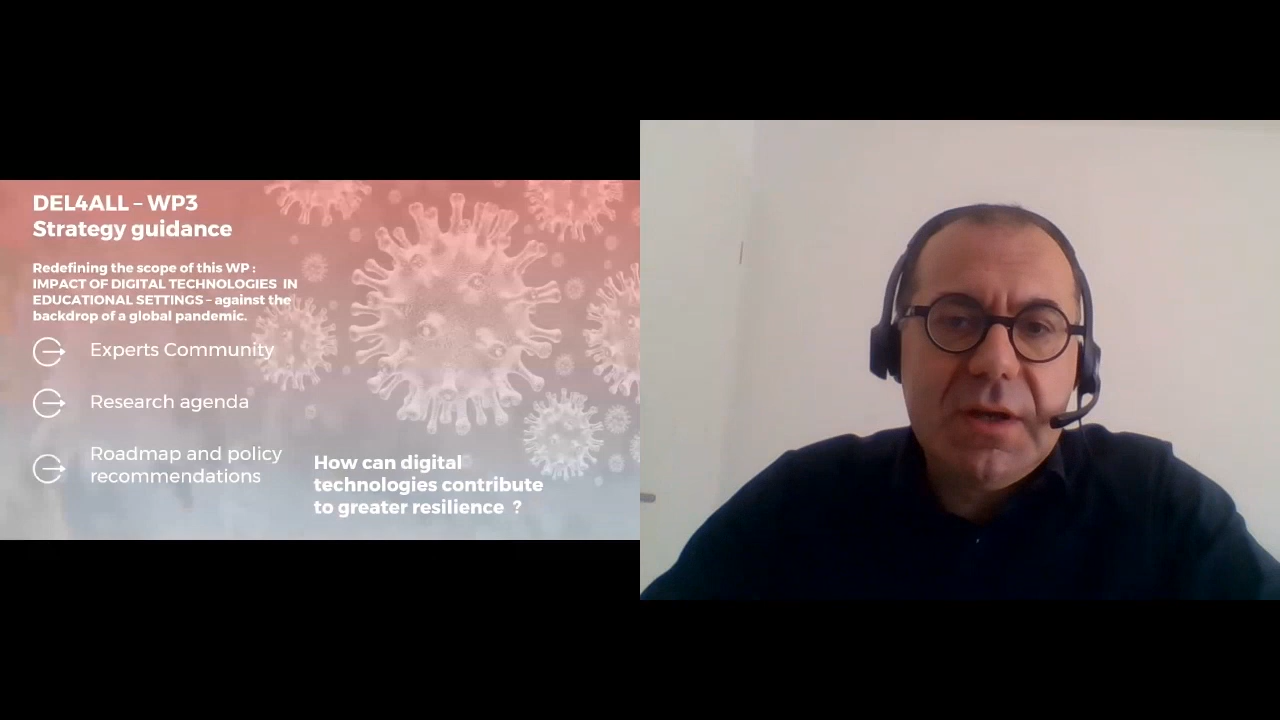 DEL4ALL – WP3
Strategy guidance
Redefining the scope of this WP :
IMPACT OF DIGITAL TECHNOLOGIES IN
EDUCATIONAL SETTINGS – against the
backdrop of a global pandemic.
Experts Community
Research agenda
Roadmap and policy
recommendations
How can digital
technologies contribute
to greater resilience ?